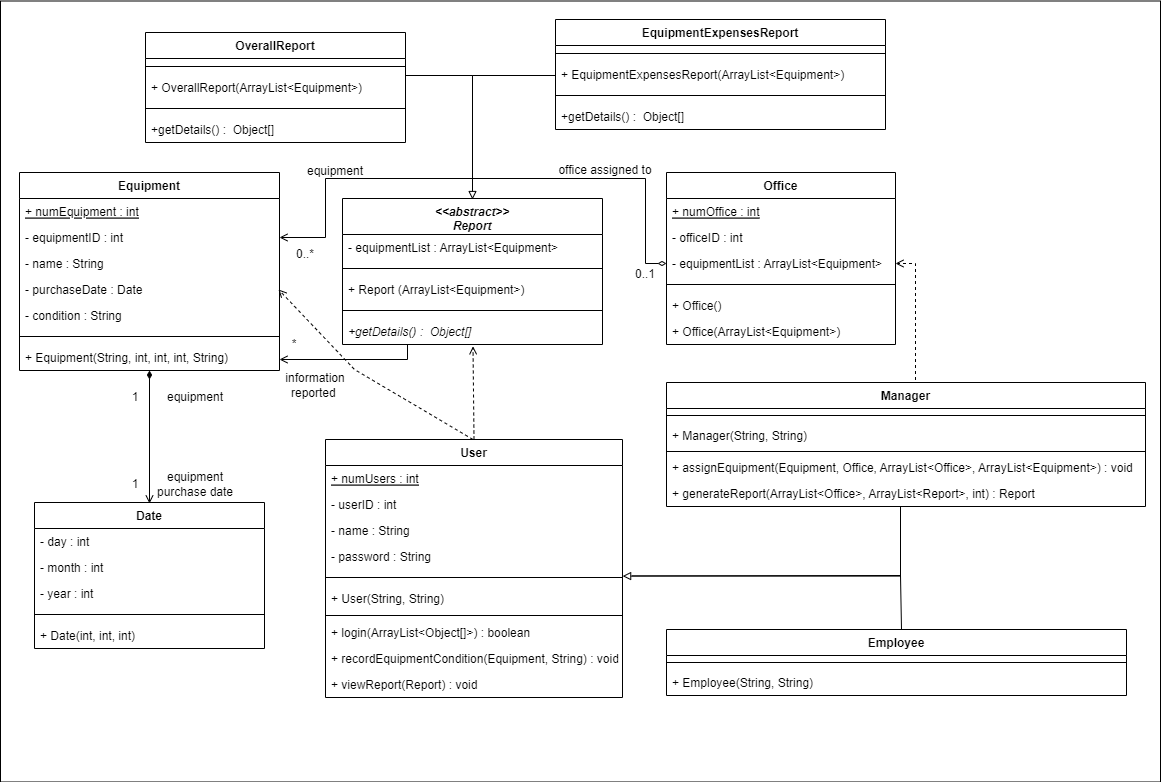 OverallReport
+ OverallReport(ArrayList<Equipment>)
+getDetails() : Object[]
EquipmentExpensesReport
+ EquipmentExpensesReport(ArrayList<Equipment>)
+getDetails() : Object[]
equipment
office assigned to
Equipment
+ numEquipment : int
- equipmentID : int
- name : String
- purchaseDate : Date
- condition : String
+ Equipment(String, int, int, int, String)
0..*
*
information
reported
<<abstract>>
Report
- equipmentList : ArrayList<Equipment>
+ Report (ArrayList<Equipment>)
+getDetails() : Object[]
0..1
Office
+ numOffice : int
- officeID : int
- equipmentList : ArrayList<Equipment>
+ Office()
+ Office(ArrayList<Equipment>)
1
equipment
1
equipment
purchase date
Date
- day : int
- month : int
- year : int
+ Date(int, int, int)
User
+ numUsers : int
- userID : int
- name : String
- password : String
+ User(String, String)
+ login(ArrayList<Object[]>) : boolean
+ recordEquipmentCondition(Equipment, String) : void
+ viewReport(Report) : void
Manager
+ Manager(String, String)
+ assignEquipment(Equipment, Office, ArrayList<Office>, ArrayList<Equipment>) : void
+ generateReport(ArrayList<Office>, ArrayList<Report>, int) : Report
Employee
+ Employee(String, String)